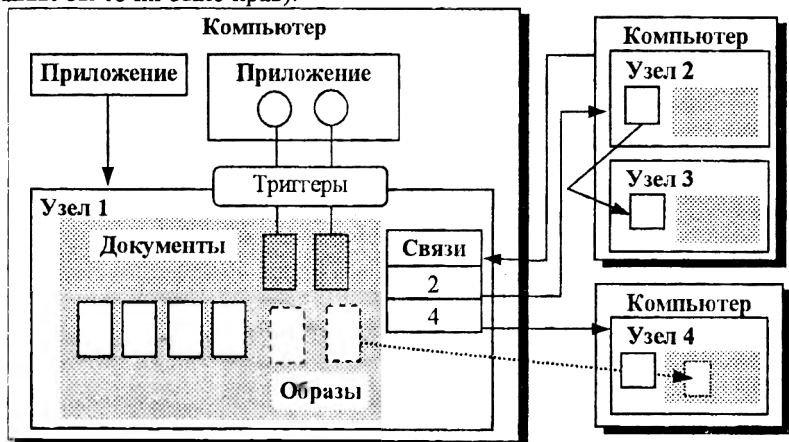 Компьютер
Приложение
Приложение
Триггеры
Узел 1
Документы
Образы
Связи
2
4
Компьютер
Узел 2
Узел 3
Компьютер
Узел 4